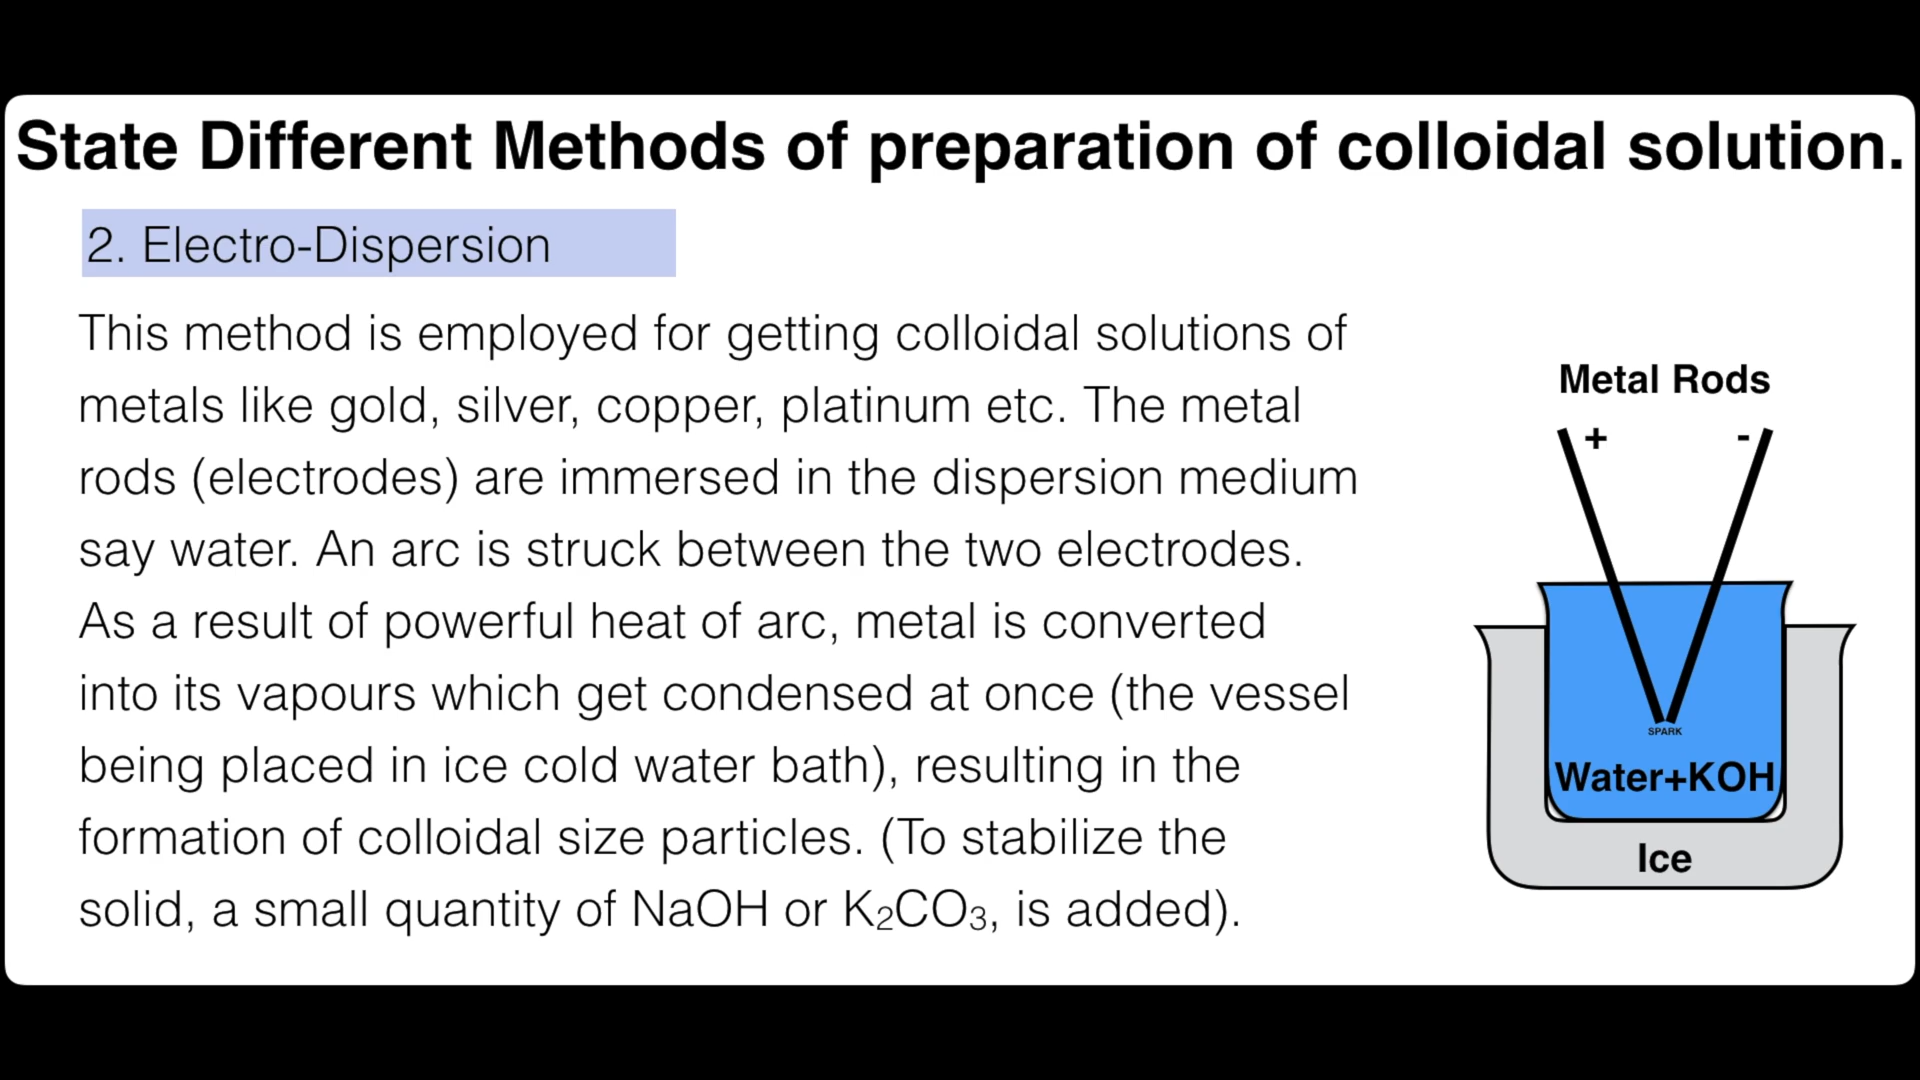 State Different Methods of preparation of colloidal solution.
2. Electro-Dispersion
This method is employed for getting colloidal solutions of
metals like gold, silver, copper, platinum etc. The metal
rods (electrodes) are immersed in the dispersion medium
say water. An arc is struck between the two electrodes.
As a result of powerful heat of arc, metal is converted
into its vapours which get condensed at once (the vessel
being placed in ice cold water bath), resulting in the
formation of colloidal size particles. (To stabilize the
solid, a small quantity of NaOH or K₂CO₃, is added).
Metal Rods
+ -
SPARK
Water+KOH
Ice